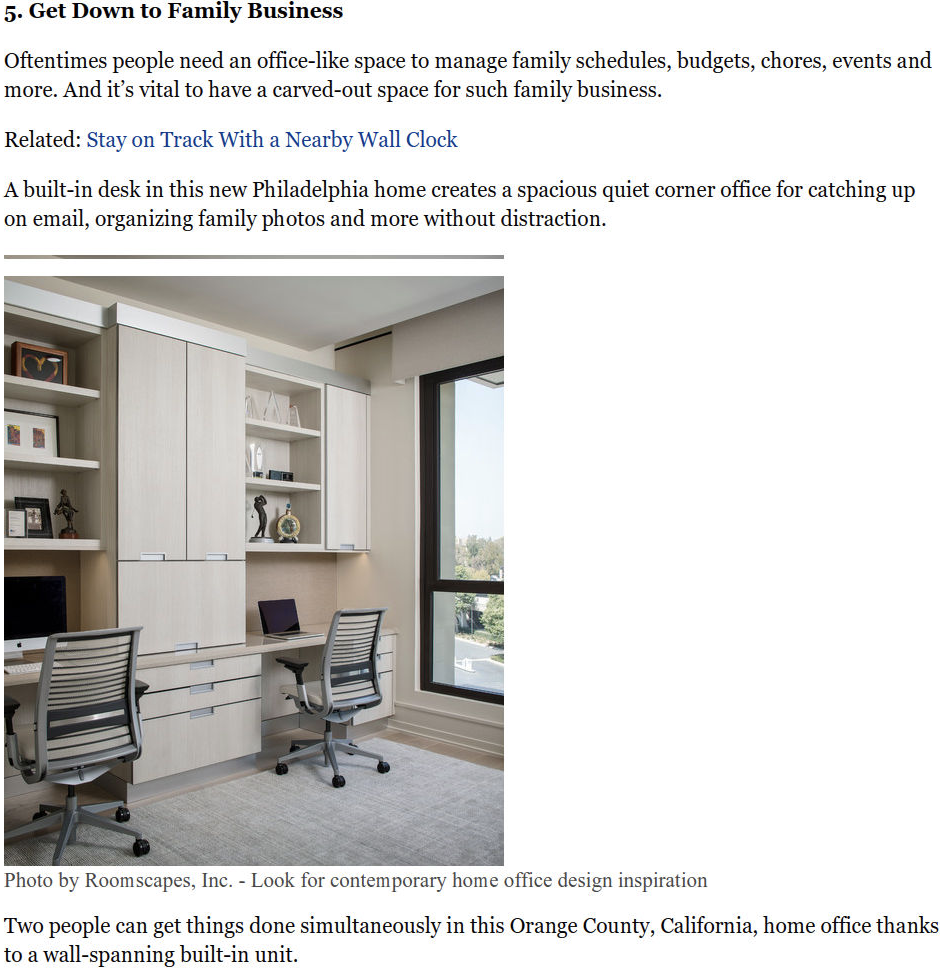 5. Get Down to Family Business
Oftentimes people need an office-like space to manage family schedules, budgets, chores, events and
more. And it’s vital to have a carved-out space for such family business.
Related: Stay on Track With a Nearby Wall Clock
A built-in desk in this new Philadelphia home creates a spacious quiet corner office for catching up
on email, organizing family photos and more without distraction.
Photo by Roomscapes, Inc. - Look for contemporary home office design inspiration
Two people can get things done simultaneously in this Orange County, California, home office thanks
to a wall-spanning built-in unit.